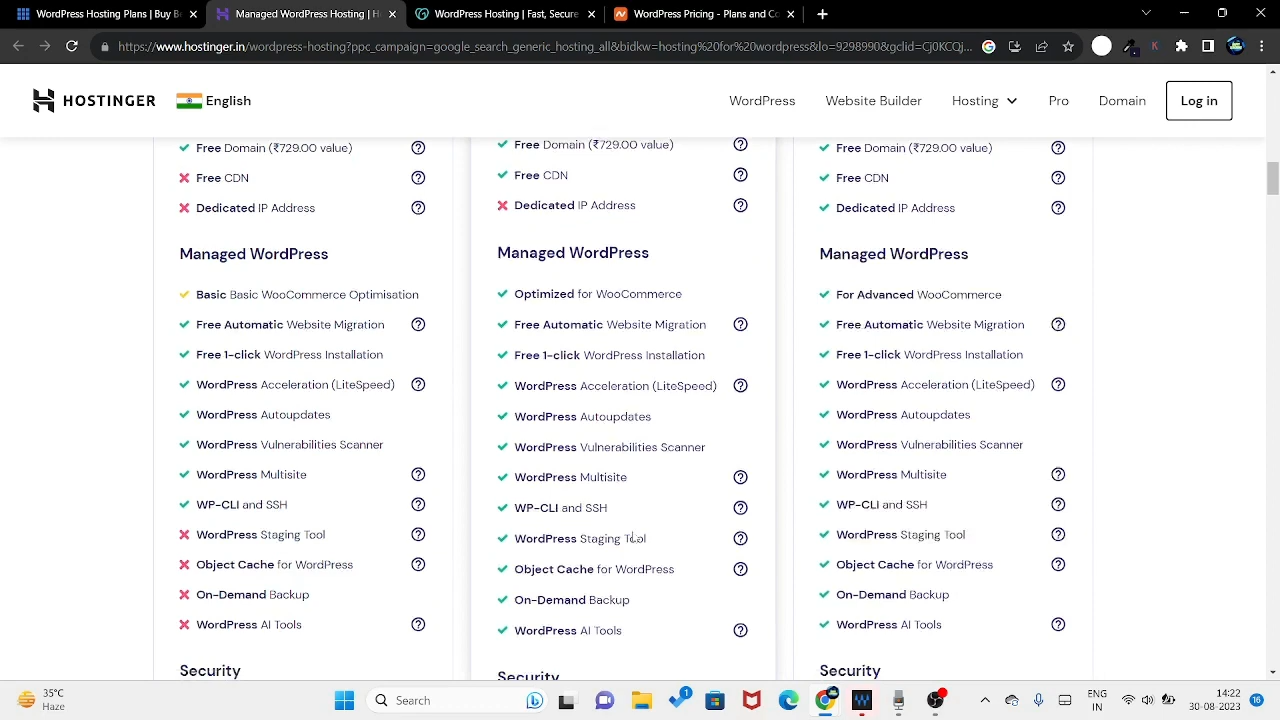 WordPress Hosting Plans | Buy B
Managed WordPress Hosting | H
WordPress Hosting | Fast, Secure
WordPress Pricing - Plans and Co
https://www.hostinger.in/wordpress-hosting?ppc_campaign=google_search_generic_hosting_all&bidkw=hosting%20for%20wordpress&lo=9298990&gclid=Cj0KCQj...
HOSTINGER
English
WordPress
Website Builder
Hosting
Pro
Domain
Log in
Free Domain (₹729.00 value)
Free CDN
Dedicated IP Address
Managed WordPress
Basic Basic WooCommerce Optimisation
Free Automatic Website Migration
Free 1-click WordPress Installation
WordPress Acceleration (LiteSpeed)
WordPress Autoupdates
WordPress Vulnerabilities Scanner
WordPress Multisite
WP-CLI and SSH
WordPress Staging Tool
Object Cache for WordPress
On-Demand Backup
WordPress AI Tools
Security
Free Domain (₹729.00 value)
Free CDN
Dedicated IP Address
Managed WordPress
Optimized for WooCommerce
Free Automatic Website Migration
Free 1-click WordPress Installation
WordPress Acceleration (LiteSpeed)
WordPress Autoupdates
WordPress Vulnerabilities Scanner
WordPress Multisite
WP-CLI and SSH
WordPress Staging Tool
Object Cache for WordPress
On-Demand Backup
WordPress AI Tools
Security
Free Domain (₹729.00 value)
Free CDN
Dedicated IP Address
Managed WordPress
For Advanced WooCommerce
Free Automatic Website Migration
Free 1-click WordPress Installation
WordPress Acceleration (LiteSpeed)
WordPress Autoupdates
WordPress Vulnerabilities Scanner
WordPress Multisite
WP-CLI and SSH
WordPress Staging Tool
Object Cache for WordPress
On-Demand Backup
WordPress AI Tools
Security
35°C
Haze
Search
1
ENG
IN
14:22
30-08-2023
16